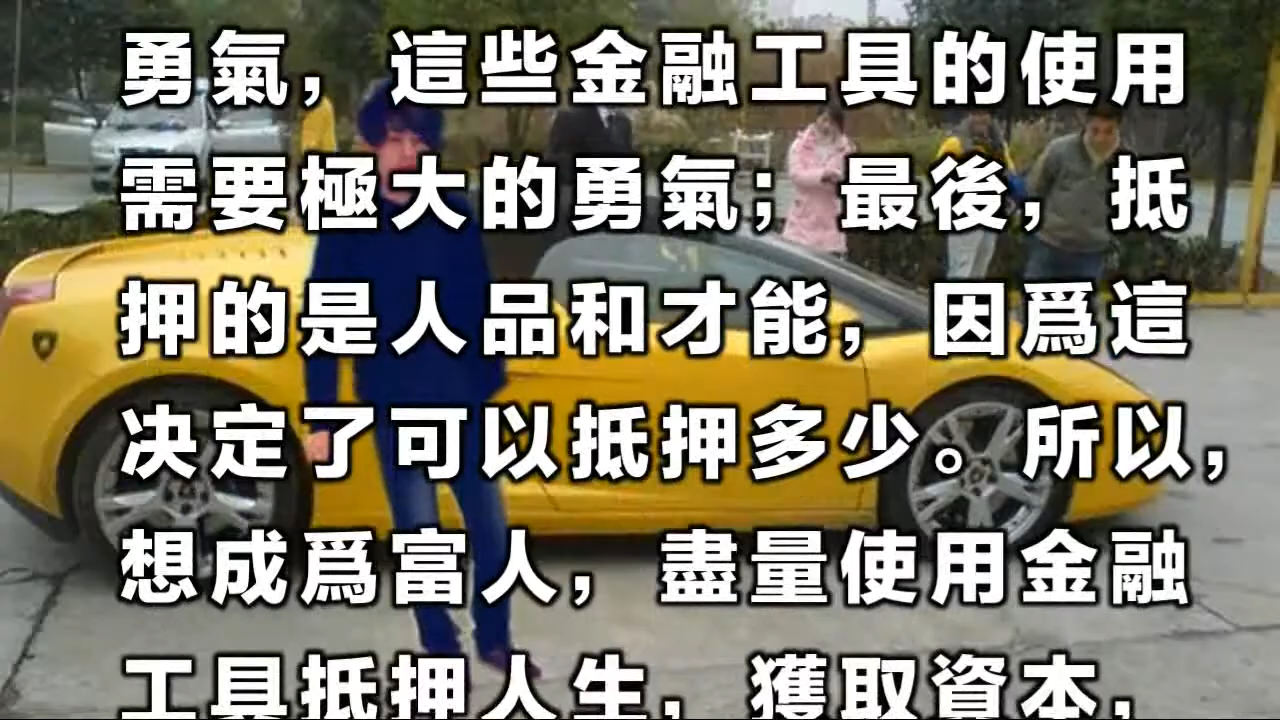 勇氣，這些金融工具的使用
需要極大的勇氣；最後，抵
押的是人品和才能，因爲這
决定了可以抵押多少。所以，
想成爲富人，盡量使用金融
工具抵押人生，獲取資本，